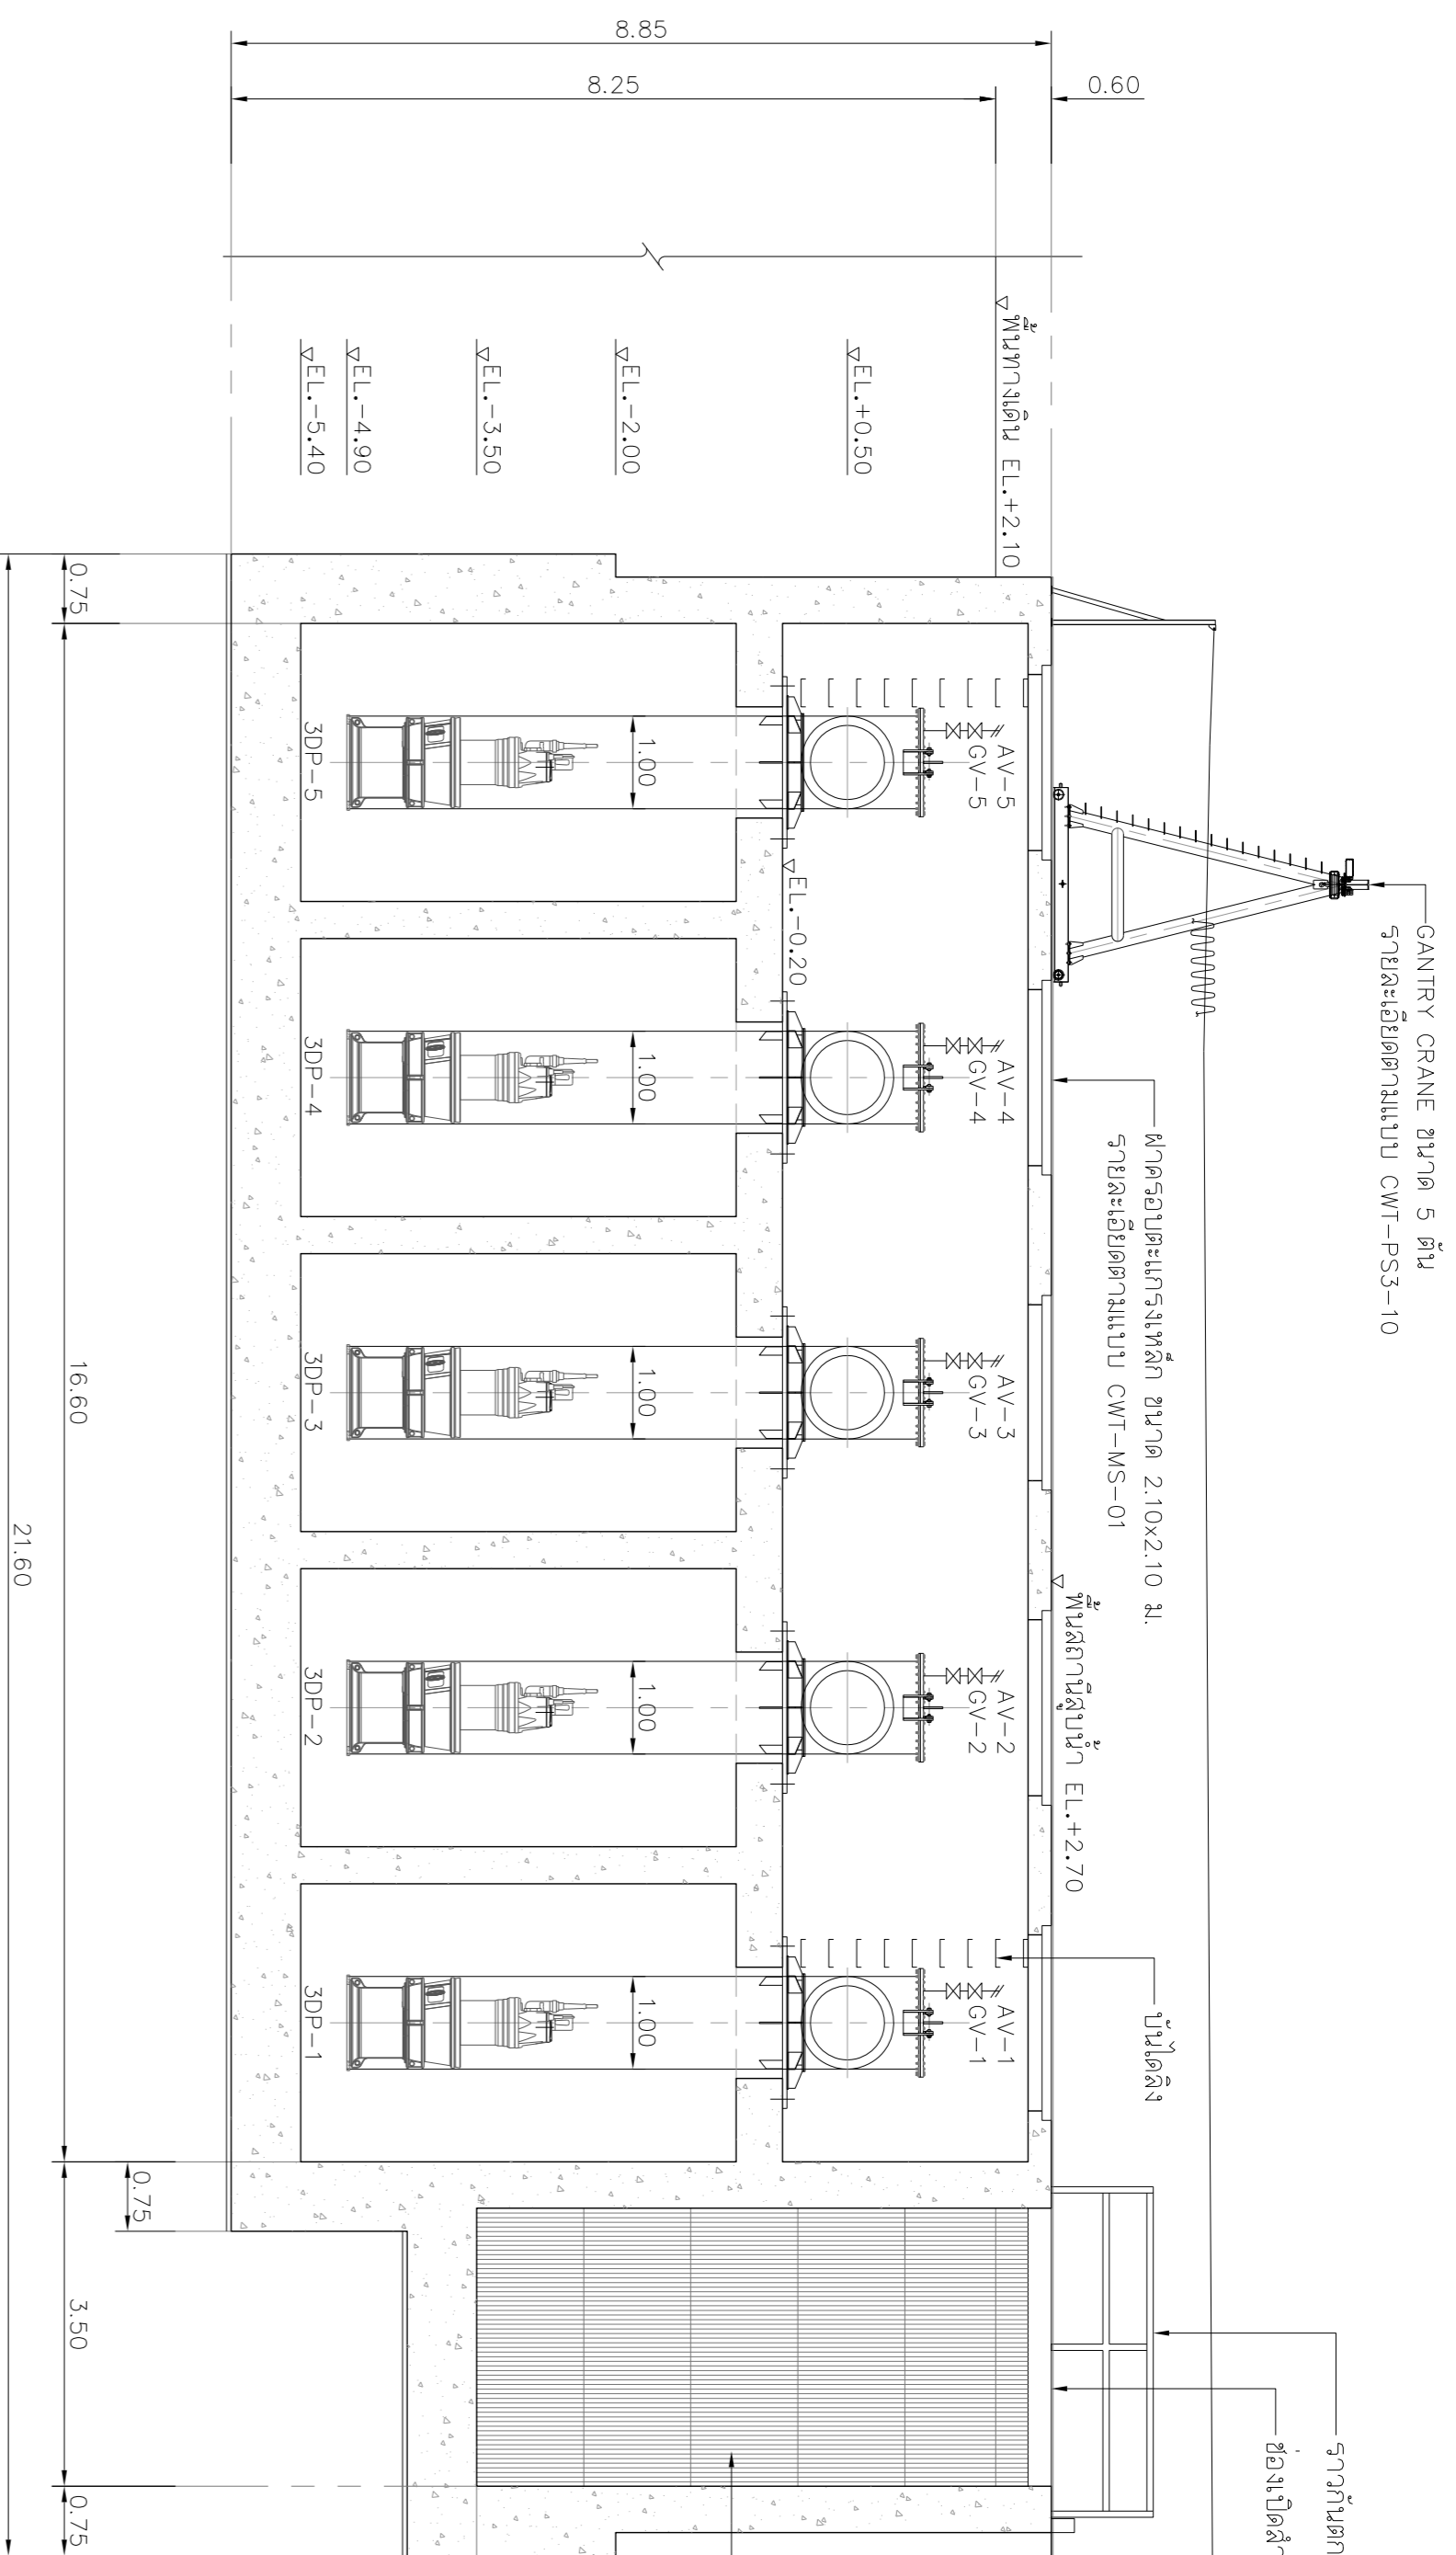 GANTRY CRANE ขนาด 5 ตัน
รายละเอียดตามแบบ CWT-PS3-10
ฝาครอบตะแกรงเหล็ก ขนาด 2.10x2.10 ม.
รายละเอียดตามแบบ CWT-MS-01
บันไดลิง
ราวกันตก
ช่องเปิด
พื้นสถานีสูบน้ำ EL.+2.70
พื้นทางเดิน EL.+2.10
0.60
8.25
8.85
EL.+0.50
EL.-0.20
EL.-2.00
EL.-3.50
EL.-4.90
EL.-5.40
AV-5
GV-5
AV-4
GV-4
AV-3
GV-3
AV-2
GV-2
AV-1
GV-1
1.00
1.00
1.00
1.00
1.00
3DP-5
3DP-4
3DP-3
3DP-2
3DP-1
0.75
0.75
16.60
3.50
0.75
21.60